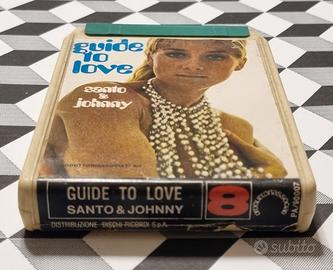 guide
to
love
santo
&
johnny
GUIDE TO LOVE
SANTO & JOHNNY
8
DISTRIBUZIONE DISCHI RICORDI S.p.A.
subito